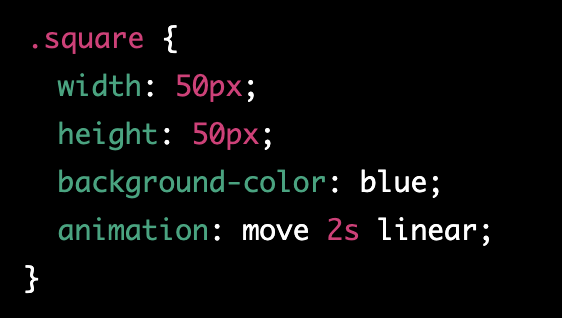 .square {
  width: 50px;
  height: 50px;
  background-color: blue;
  animation: move 2s linear;
}